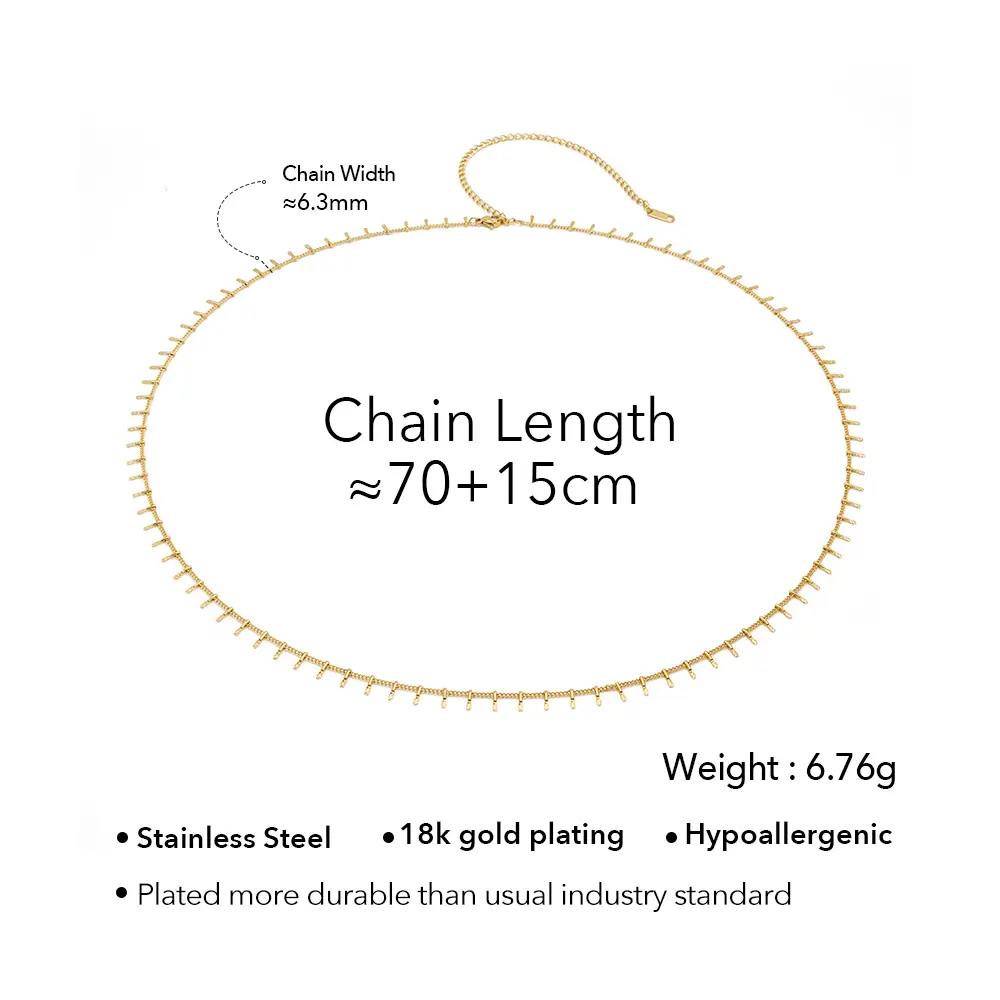 Chain Width
≈6.3mm
Chain Length
≈70+15cm
Weight : 6.76g
• Stainless Steel • 18k gold plating • Hypoallergenic
• Plated more durable than usual industry standard